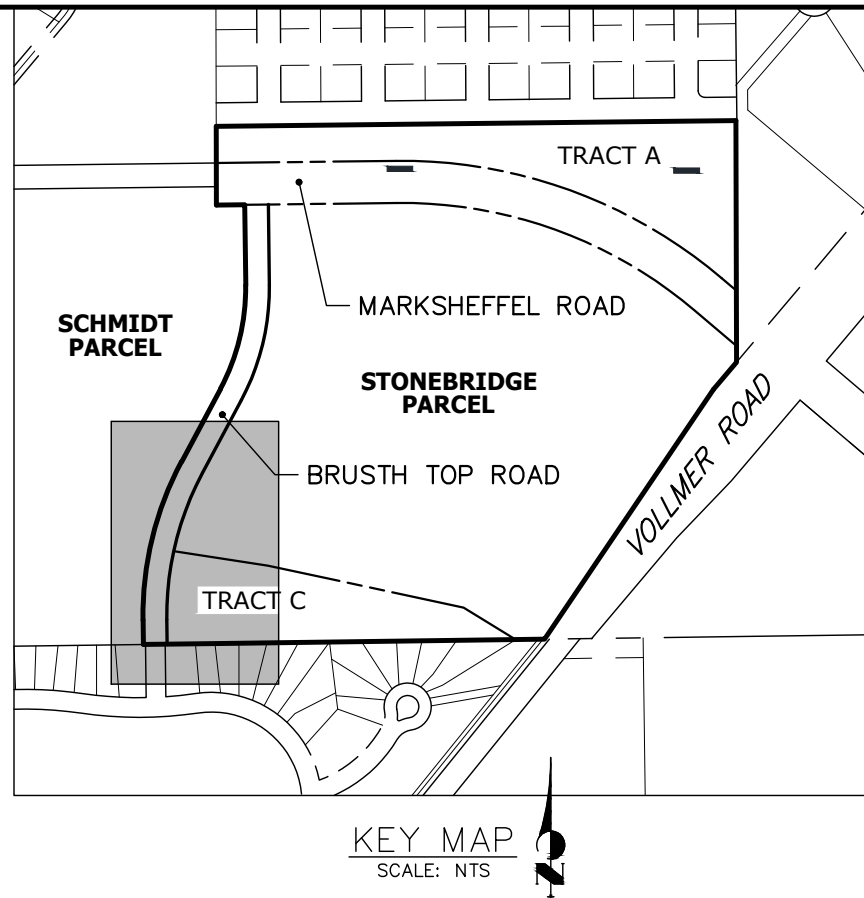 TRACT A
MARKSHEFFEL ROAD
SCHMIDT
PARCEL
STONEBRIDGE
PARCEL
VOLLMER ROAD
BRUSTH TOP ROAD
TRACT C
KEY MAP
SCALE: NTS
N